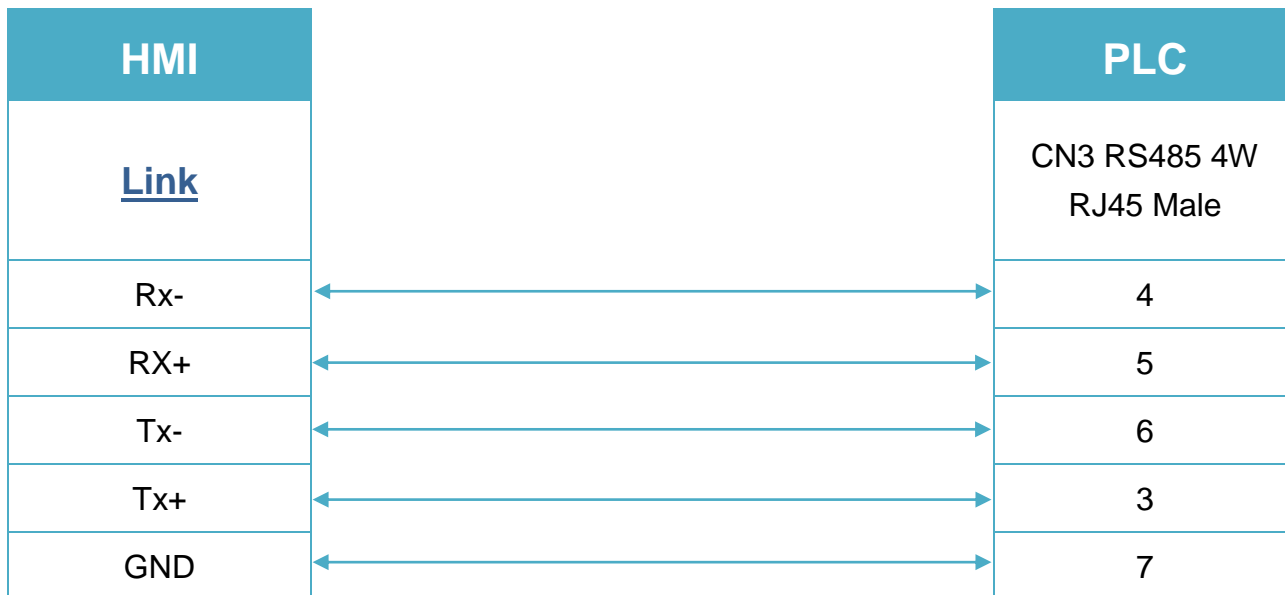 HMI PLC
Link CN3 RS485 4W
RJ45 Male
Rx- 4
RX+ 5
Tx- 6
Tx+ 3
GND 7